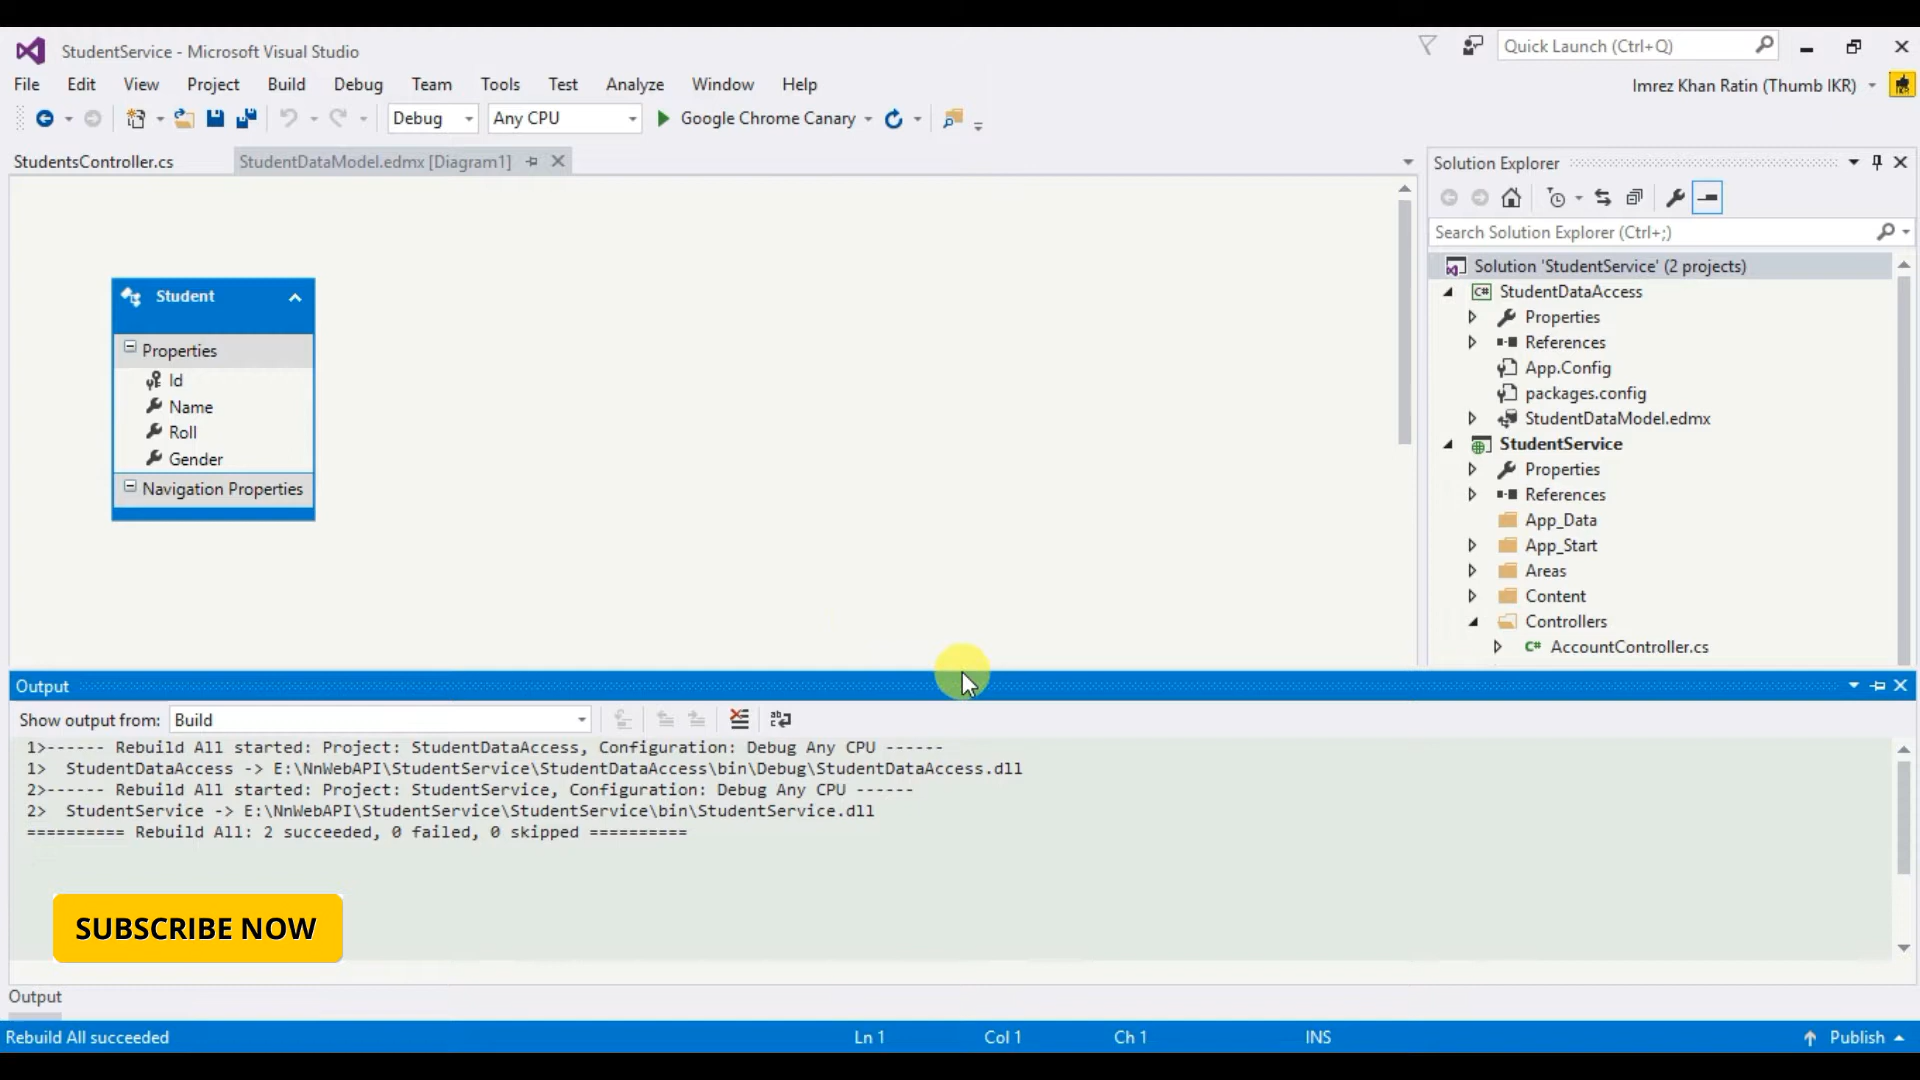 StudentService - Microsoft Visual Studio
Quick Launch (Ctrl+Q)
File Edit View Project Build Debug Team Tools Test Analyze Window Help
Imrez Khan Ratin (Thumb IKR)
Debug Any CPU Google Chrome Canary
StudentsController.cs
StudentDataModel.edmx [Diagram1]
Student
Properties
Id
Name
Roll
Gender
Navigation Properties
Solution Explorer
Search Solution Explorer (Ctrl+;)
Solution 'StudentService' (2 projects)
C# StudentDataAccess
Properties
References
App.Config
packages.config
StudentDataModel.edmx
StudentService
Properties
References
App_Data
App_Start
Areas
Content
Controllers
C# AccountController.cs
Output
Show output from: Build
1>------ Rebuild All started: Project: StudentDataAccess, Configuration: Debug Any CPU ------
1>  StudentDataAccess -> E:\NnWebAPI\StudentService\StudentDataAccess\bin\Debug\StudentDataAccess.dll
2>------ Rebuild All started: Project: StudentService, Configuration: Debug Any CPU ------
2>  StudentService -> E:\NnWebAPI\StudentService\StudentService\bin\StudentService.dll
========== Rebuild All: 2 succeeded, 0 failed, 0 skipped ==========
SUBSCRIBE NOW
Output
Rebuild All succeeded Ln 1 Col 1 Ch 1 INS Publish